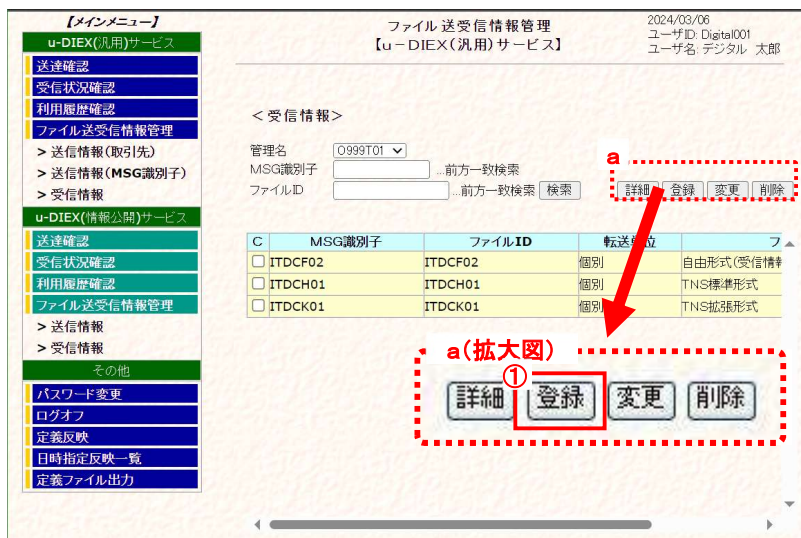 【メインメニュー】
u-DIEX(汎用)サービス
送達確認
受信状況確認
利用履歴確認
ファイル送受信情報管理
> 送信情報(取引先)
> 送信情報(MSG識別子)
> 受信情報
u-DIEX(情報公開)サービス
送達確認
受信状況確認
利用履歴確認
ファイル送受信情報管理
> 送信情報
> 受信情報
その他
パスワード変更
ログオフ
定義反映
日時指定反映一覧
定義ファイル出力
ファイル送受信情報管理
【u－DIEX(汎用)サービス】
2024/03/06
ユーザID: Digital001
ユーザ名: デジタル 太郎
＜受信情報＞
管理名 O999T01
MSG識別子 ...前方一致検索
ファイルID ...前方一致検索 検索
a
詳細 登録 変更 削除
C MSG識別子 ファイルID 転送単位 フ
ITDCF02 ITDCF02 個別 自由形式(受信情報
ITDCH01 ITDCH01 個別 TNS標準形式
ITDCK01 ITDCK01 個別 TNS拡張形式
a(拡大図)
①
詳細 登録 変更 削除